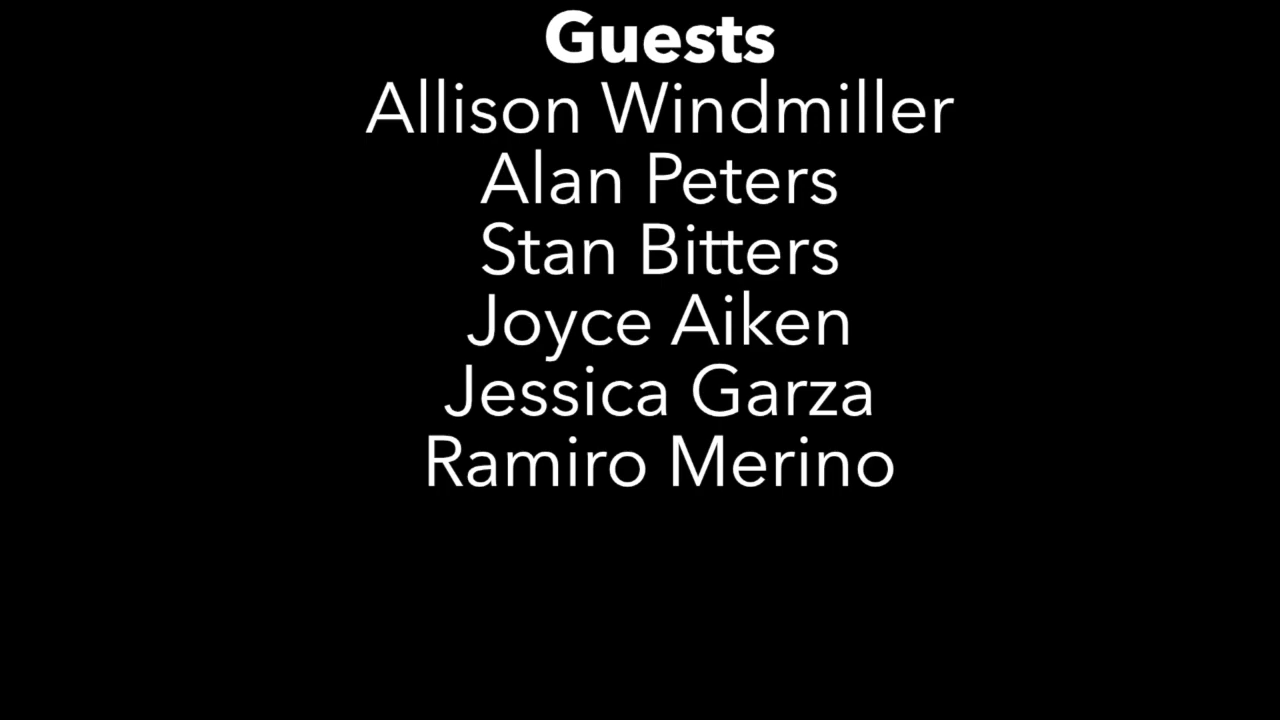 Guests
Allison Windmiller
Alan Peters
Stan Bitters
Joyce Aiken
Jessica Garza
Ramiro Merino